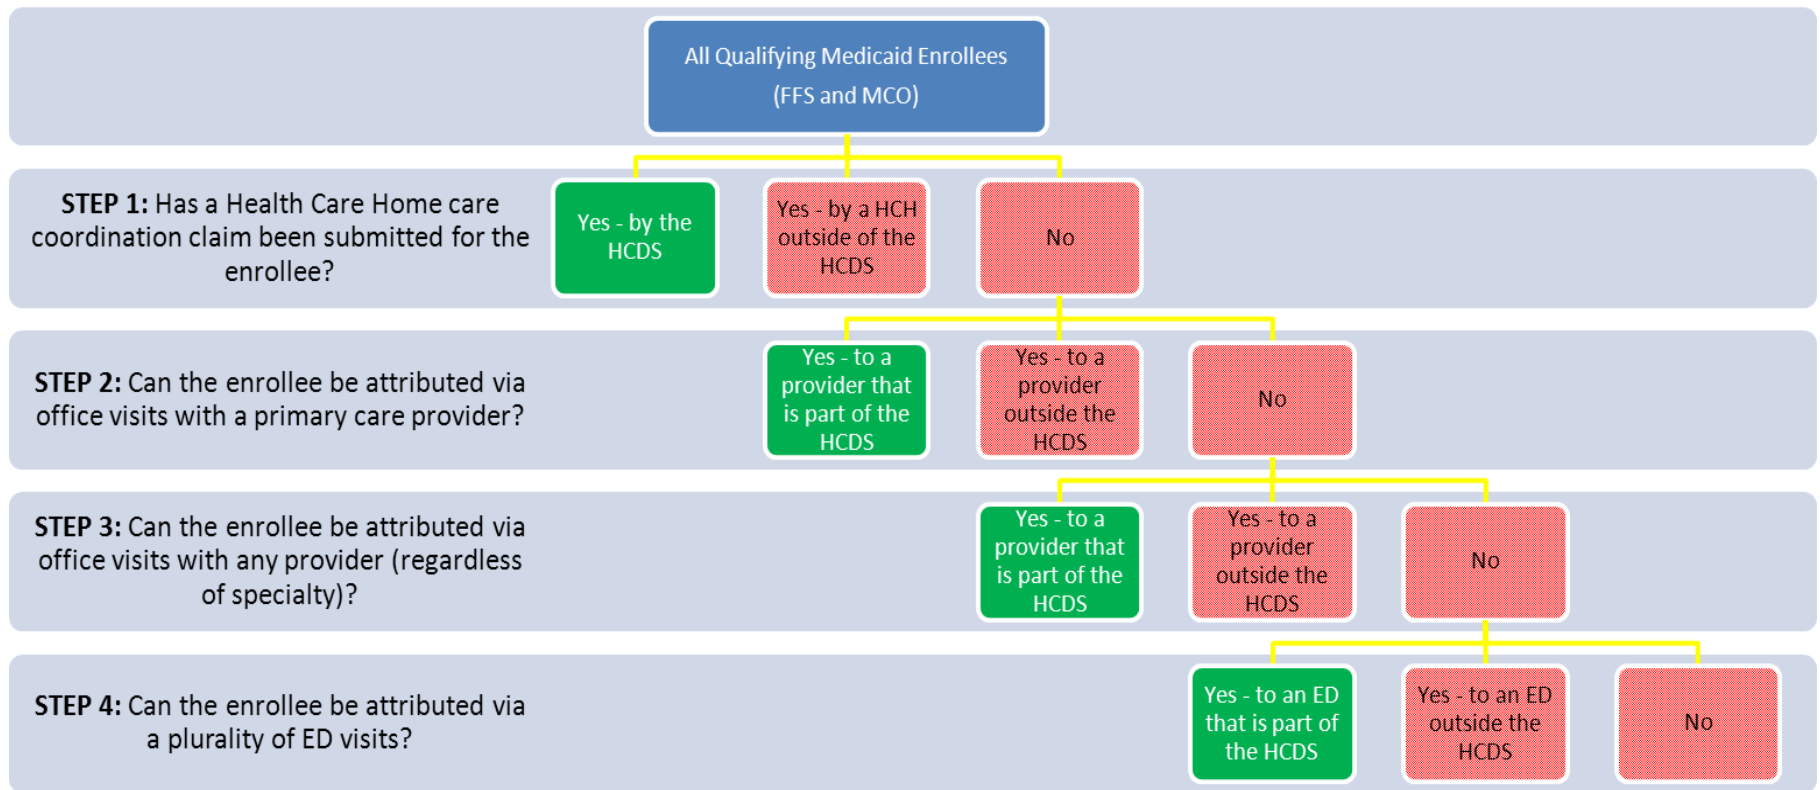 All Qualifying Medicaid Enrollees
(FFS and MCO)
STEP 1: Has a Health Care Home care
coordination claim been submitted for the
enrollee?
Yes - by the
HCDS
Yes - by a HCH
outside of the
HCDS
No
STEP 2: Can the enrollee be attributed via
office visits with a primary care provider?
Yes - to a
provider that
is part of the
HCDS
Yes - to a
provider
outside the
HCDS
No
STEP 3: Can the enrollee be attributed via
office visits with any provider (regardless
of specialty)?
Yes - to a
provider that
is part of the
HCDS
Yes - to a
provider
outside the
HCDS
No
STEP 4: Can the enrollee be attributed via
a plurality of ED visits?
Yes - to an ED
that is part of
the HCDS
Yes - to an ED
outside the
HCDS
No